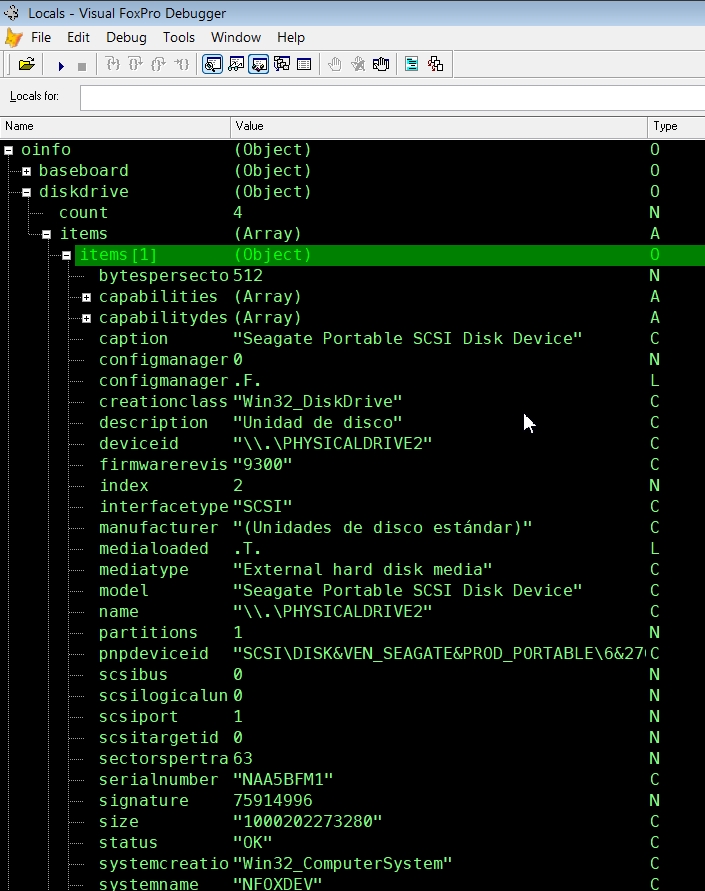 Locals - Visual FoxPro Debugger
File Edit Debug Tools Window Help
Locals for:
Name Value Type
oinfo (Object) O
baseboard (Object) O
diskdrive (Object) O
count 4 N
items (Array) A
items[1] (Object) O
bytespersecto 512 N
capabilities (Array) A
capabilitydes (Array) A
caption "Seagate Portable SCSI Disk Device" C
configmanager 0 N
configmanager .F. L
creationclass "Win32_DiskDrive" C
description "Unidad de disco" C
deviceid "\\.\PHYSICALDRIVE2" C
firmwarerevis "9300" C
index 2 N
interfacetype "SCSI" C
manufacturer "(Unidades de disco estándar)" C
medialoaded .T. L
mediatype "External hard disk media" C
model "Seagate Portable SCSI Disk Device" C
name "\\.\PHYSICALDRIVE2" C
partitions 1 N
pnpdeviceid "SCSI\DISK&VEN_SEAGATE&PROD_PORTABLE\6&27 C
scsibus 0 N
scsilogicalun 0 N
scsiport 1 N
scsitargetid 0 N
sectorspertra 63 N
serialnumber "NAA5BFM1" C
signature 75914996 N
size "1000202273280" C
status "OK" C
systemcreatio "Win32_ComputerSystem" C
systemname "NFOXDEV" C